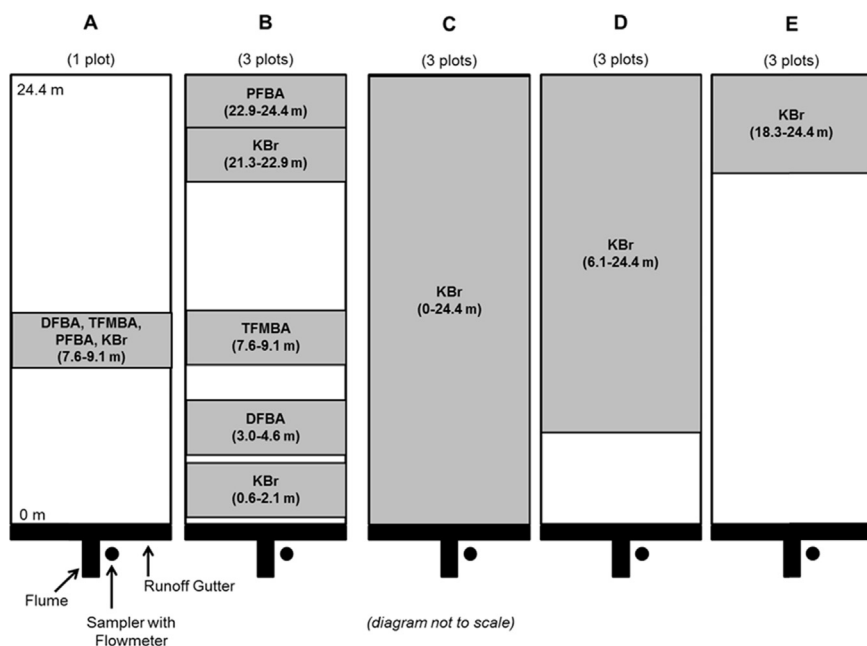 A
B
C
D
E
(1 plot)
(3 plots)
(3 plots)
(3 plots)
(3 plots)
24.4 m
DFBA, TFMBA,
PFBA, KBr
(7.6-9.1 m)
0 m
PFBA
(22.9-24.4 m)
KBr
(21.3-22.9 m)
TFMBA
(7.6-9.1 m)
DFBA
(3.0-4.6 m)
KBr
(0.6-2.1 m)
KBr
(0-24.4 m)
KBr
(6.1-24.4 m)
KBr
(18.3-24.4 m)
Flume
Sampler with
Flowmeter
Runoff Gutter
(diagram not to scale)